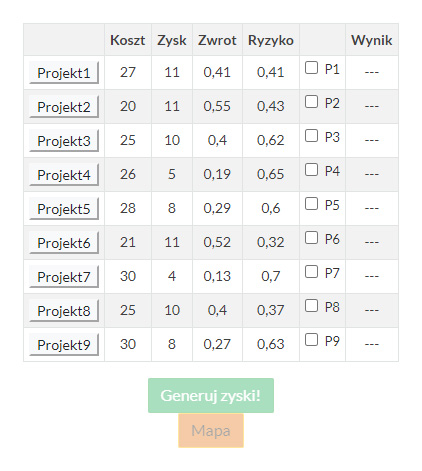 Koszt Zysk Zwrot Ryzyko Wynik
Projekt1 27 11 0,41 0,41 P1 ---
Projekt2 20 11 0,55 0,43 P2 ---
Projekt3 25 10 0,4 0,62 P3 ---
Projekt4 26 5 0,19 0,65 P4 ---
Projekt5 28 8 0,29 0,6 P5 ---
Projekt6 21 11 0,52 0,32 P6 ---
Projekt7 30 4 0,13 0,7 P7 ---
Projekt8 25 10 0,4 0,37 P8 ---
Projekt9 30 8 0,27 0,63 P9 ---
Generuj zyski!
Mapa